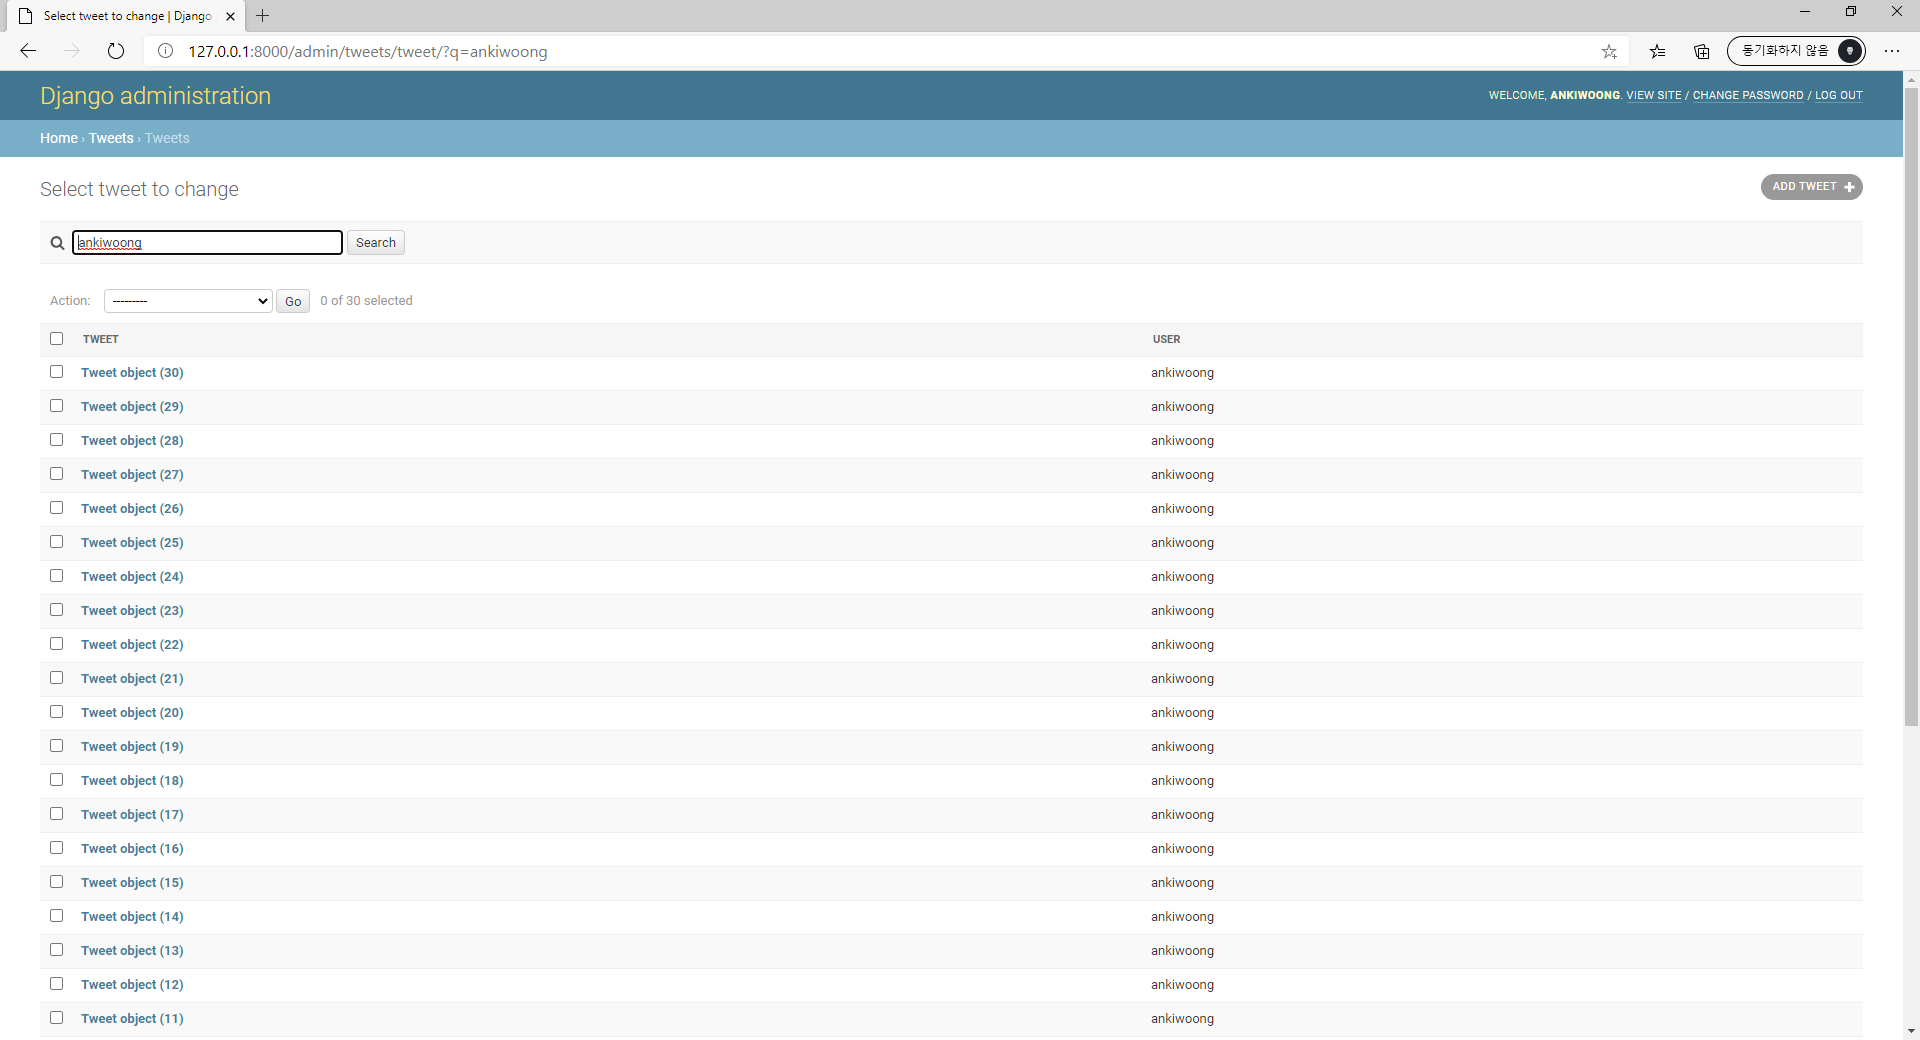 Select tweet to change | Django
127.0.0.1:8000/admin/tweets/tweet/?q=ankiwoong
동기화하지 않음
Django administration
WELCOME, ANKIWOONG. VIEW SITE / CHANGE PASSWORD / LOG OUT
Home › Tweets › Tweets
Select tweet to change
ADD TWEET
ankiwoong Search
Action: --------- Go 0 of 30 selected
TWEET USER
Tweet object (30) ankiwoong
Tweet object (29) ankiwoong
Tweet object (28) ankiwoong
Tweet object (27) ankiwoong
Tweet object (26) ankiwoong
Tweet object (25) ankiwoong
Tweet object (24) ankiwoong
Tweet object (23) ankiwoong
Tweet object (22) ankiwoong
Tweet object (21) ankiwoong
Tweet object (20) ankiwoong
Tweet object (19) ankiwoong
Tweet object (18) ankiwoong
Tweet object (17) ankiwoong
Tweet object (16) ankiwoong
Tweet object (15) ankiwoong
Tweet object (14) ankiwoong
Tweet object (13) ankiwoong
Tweet object (12) ankiwoong
Tweet object (11) ankiwoong